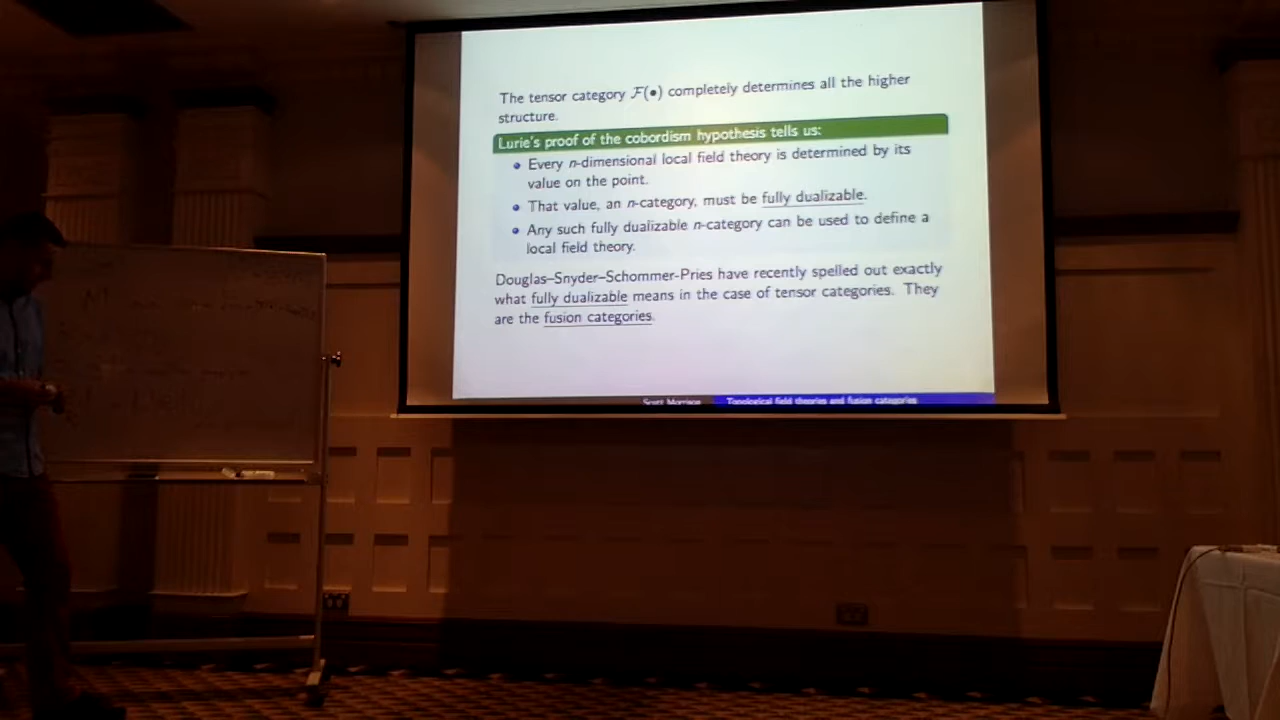 The tensor category F(•) completely determines all the higher
structure.
Lurie's proof of the cobordism hypothesis tells us:
• Every n-dimensional local field theory is determined by its
value on the point.
• That value, an n-category, must be fully dualizable.
• Any such fully dualizable n-category can be used to define a
local field theory.
Douglas–Snyder–Schommer-Pries have recently spelled out exactly
what fully dualizable means in the case of tensor categories. They
are the fusion categories.
Scott Morrison Topological field theories and fusion categories